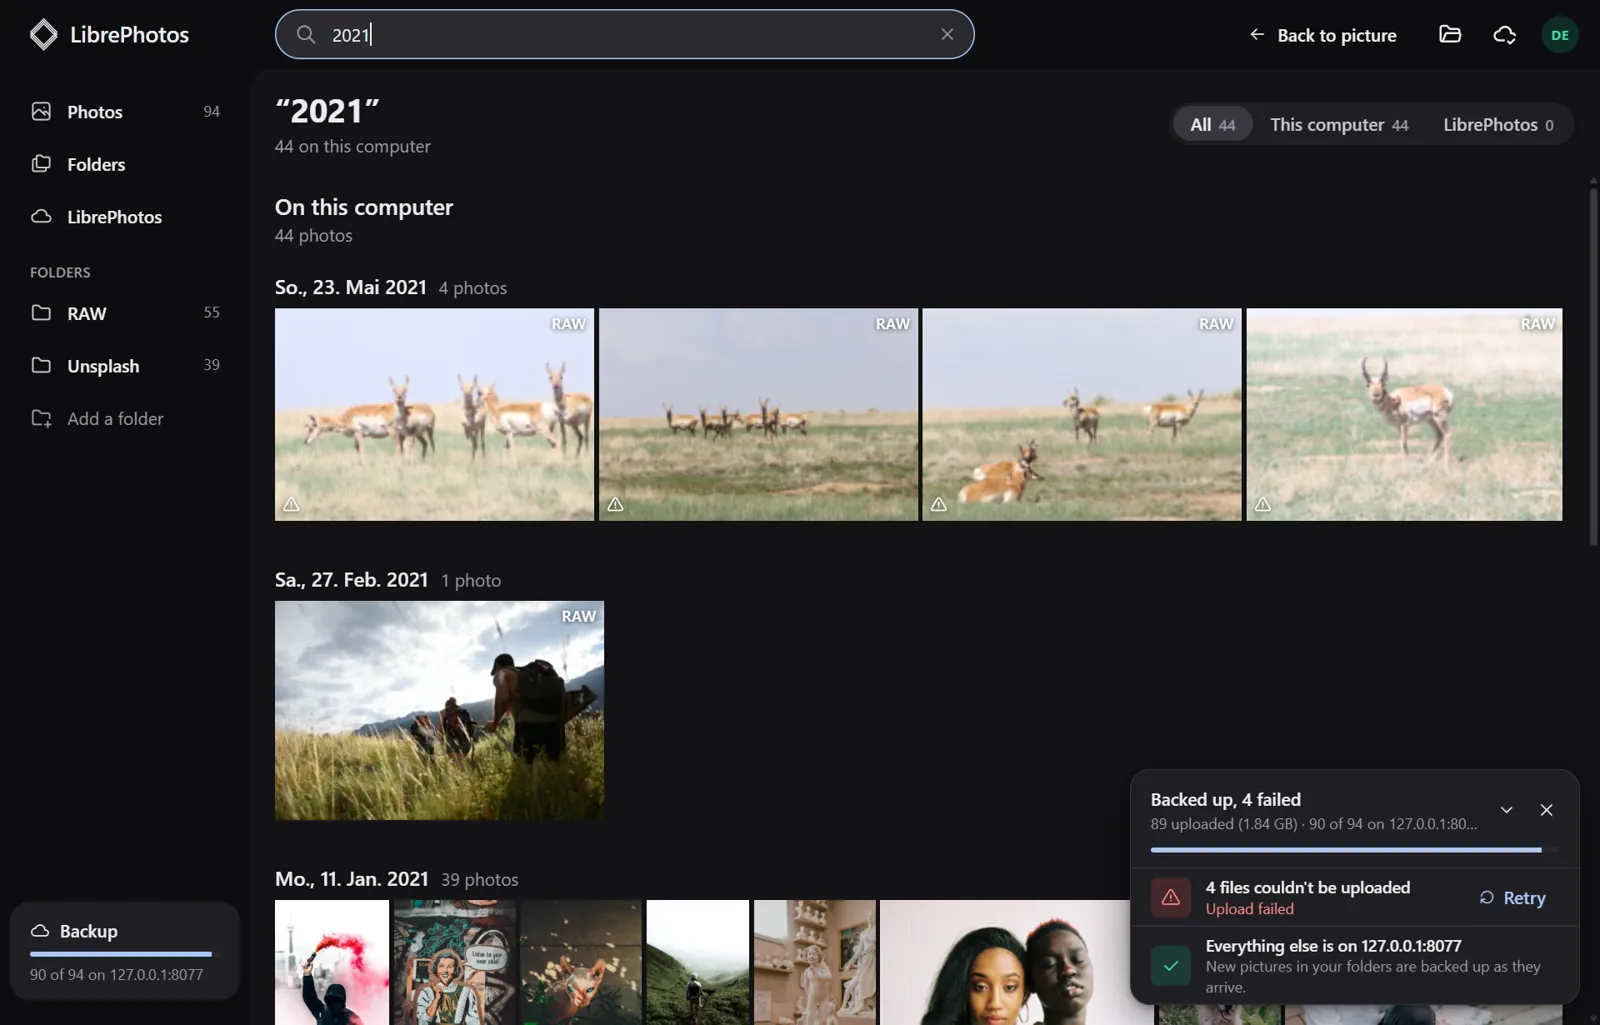 LibrePhotos
2021
Back to picture
DE
Photos 94
Folders
LibrePhotos
FOLDERS
RAW 55
Unsplash 39
Add a folder
“2021”
44 on this computer
All 44 This computer 44 LibrePhotos 0
On this computer
44 photos
So., 23. Mai 2021 4 photos
RAW RAW RAW RAW
Sa., 27. Feb. 2021 1 photo
RAW
Mo., 11. Jan. 2021 39 photos
Backup
90 of 94 on 127.0.0.1:8077
Backed up, 4 failed
89 uploaded (1.84 GB) · 90 of 94 on 127.0.0.1:80...
4 files couldn't be uploaded
Upload failed
Retry
Everything else is on 127.0.0.1:8077
New pictures in your folders are backed up as they
arrive.